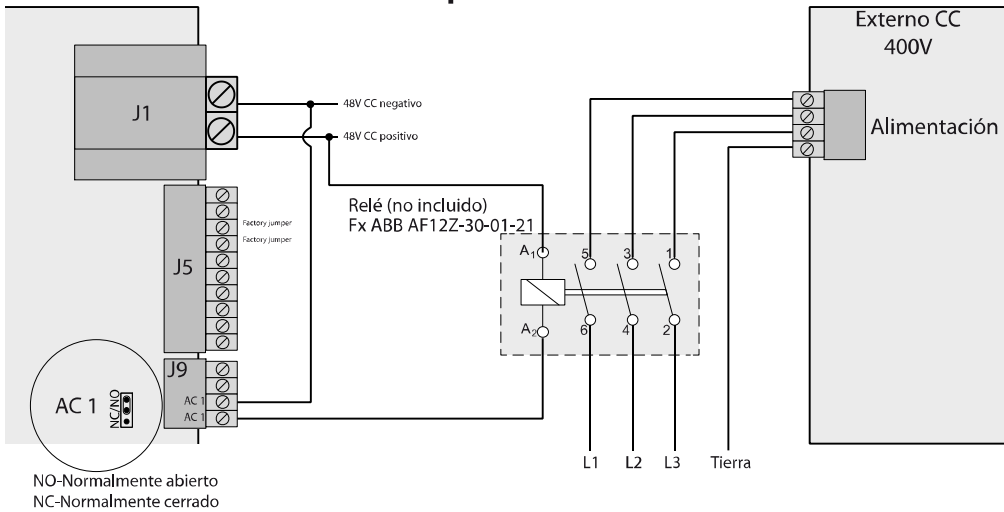 Externo CC
400V
J1
48V CC negativo
48V CC positivo
Alimentación
Relé (no incluido)
Fx ABB AF12Z-30-01-21
Factory jumper
Factory jumper
J5
A1
5
3
1
A2
6
4
2
J9
AC 1
AC 1
AC 1
NC/NO
L1
L2
L3
Tierra
NO-Normalmente abierto
NC-Normalmente cerrado